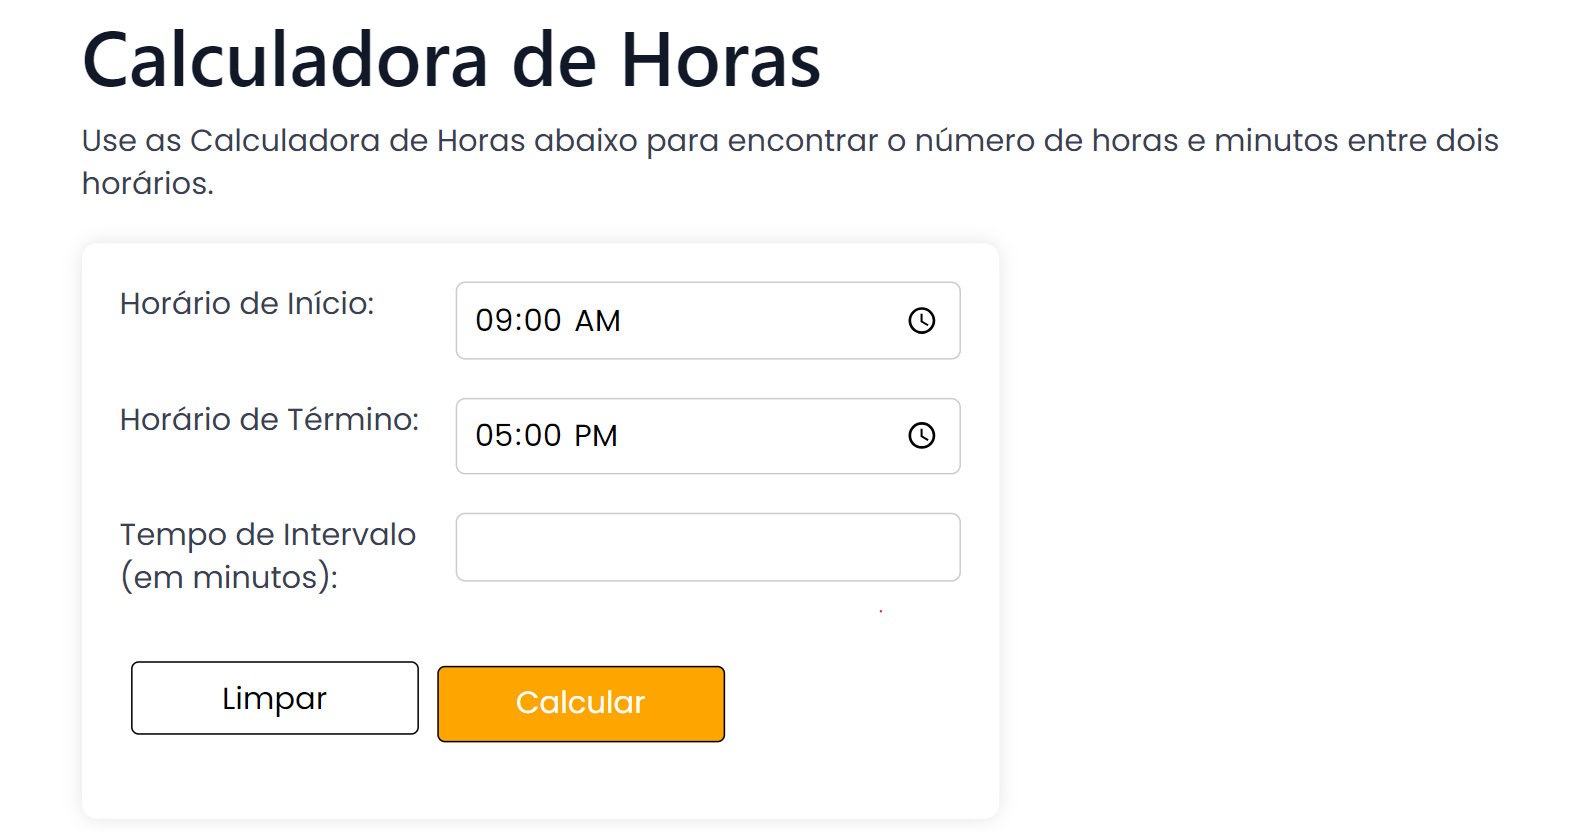 Calculadora de Horas
Use as Calculadora de Horas abaixo para encontrar o número de horas e minutos entre dois
horários.
Horário de Início:
09:00 AM
Horário de Término:
05:00 PM
Tempo de Intervalo
(em minutos):
Limpar
Calcular